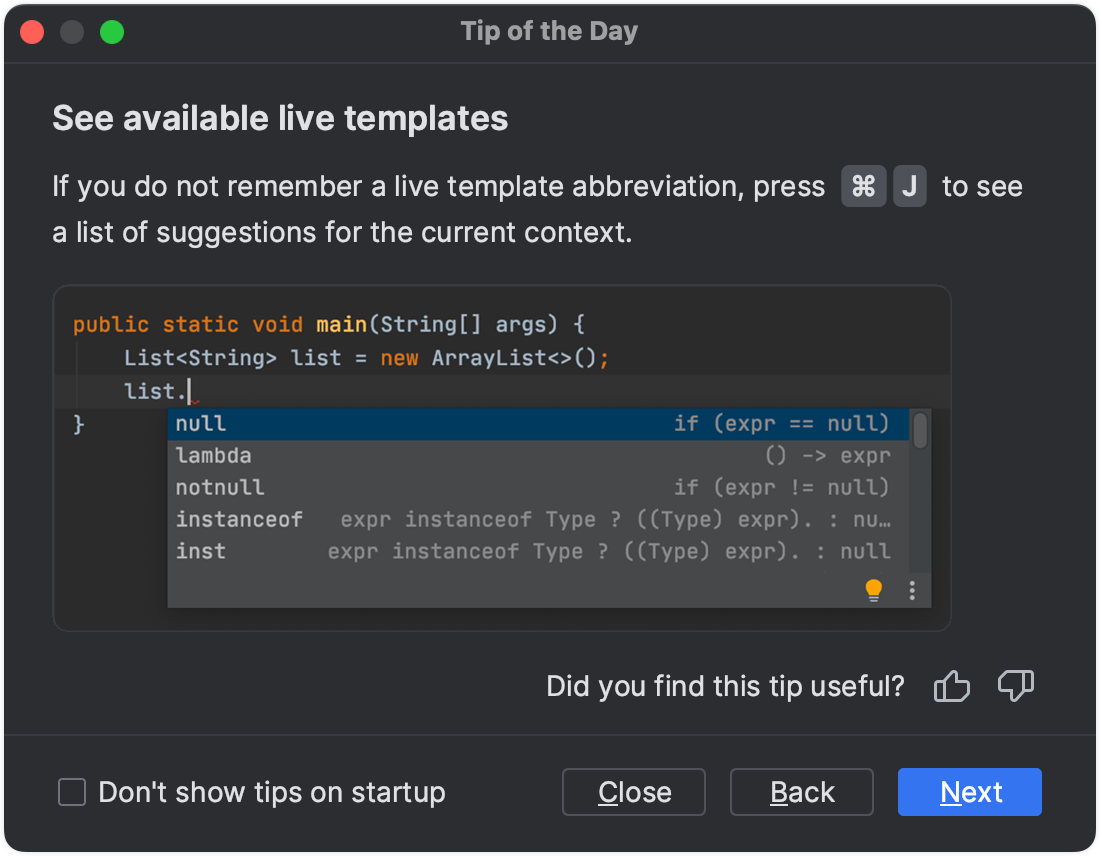 Tip of the Day
See available live templates
If you do not remember a live template abbreviation, press ⌘ J to see
a list of suggestions for the current context.
public static void main(String[] args) {
    List<String> list = new ArrayList<>();
    list.
}
null if (expr == null)
lambda () -> expr
notnull if (expr != null)
instanceof expr instanceof Type ? ((Type) expr). : nu…
inst expr instanceof Type ? ((Type) expr). : null
Did you find this tip useful?
Don't show tips on startup Close Back Next